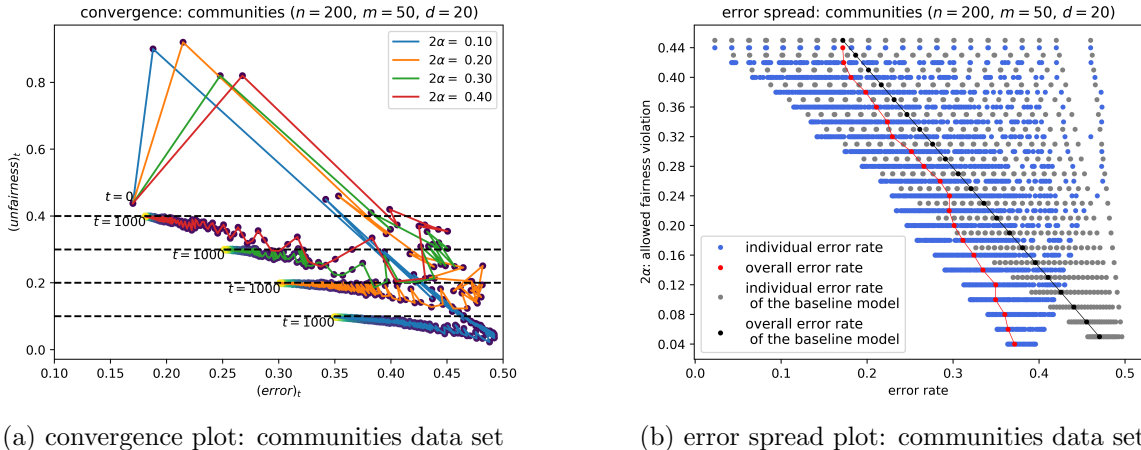 convergence: communities (n = 200, m = 50, d = 20)
(unfairness)t
0.8
0.6
0.4
0.2
0.0
2α = 0.10
2α = 0.20
2α = 0.30
2α = 0.40
t = 0
t = 1000
t = 1000
t = 1000
t = 1000
0.10 0.15 0.20 0.25 0.30 0.35 0.40 0.45 0.50
(error)t
(a) convergence plot: communities data set
error spread: communities (n = 200, m = 50, d = 20)
2α: allowed fairness violation
0.44
0.40
0.36
0.32
0.28
0.24
0.20
0.16
0.12
0.08
0.04
individual error rate
overall error rate
individual error rate
of the baseline model
overall error rate
of the baseline model
0.0 0.1 0.2 0.3 0.4 0.5
error rate
(b) error spread plot: communities data set